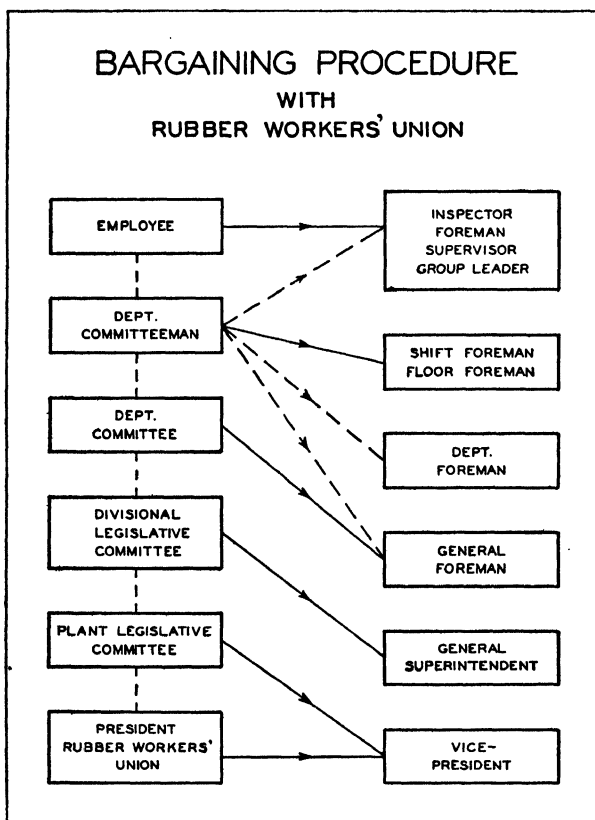 BARGAINING PROCEDURE
WITH
RUBBER WORKERS' UNION
EMPLOYEE
INSPECTOR
FOREMAN
SUPERVISOR
GROUP LEADER
DEPT.
COMMITTEEMAN
SHIFT FOREMAN
FLOOR FOREMAN
DEPT.
COMMITTEE
DEPT.
FOREMAN
DIVISIONAL
LEGISLATIVE
COMMITTEE
GENERAL
FOREMAN
PLANT LEGISLATIVE
COMMITTEE
GENERAL
SUPERINTENDENT
PRESIDENT
RUBBER WORKERS'
UNION
VICE-
PRESIDENT